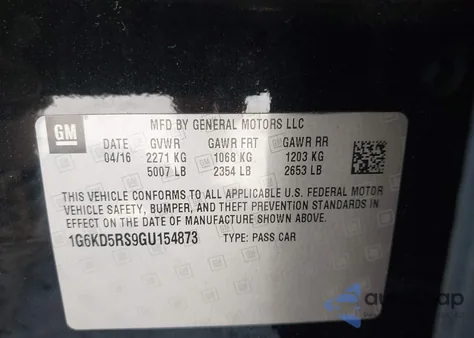 GM
MFD BY GENERAL MOTORS LLC
DATE GVWR GAWR FRT GAWR RR
04/16 2271 KG 1068 KG 1203 KG
5007 LB 2354 LB 2653 LB
THIS VEHICLE CONFORMS TO ALL APPLICABLE U.S. FEDERAL MOTOR
VEHICLE SAFETY, BUMPER, AND THEFT PREVENTION STANDARDS IN
EFFECT ON THE DATE OF MANUFACTURE SHOWN ABOVE.
1G6KD5RS9GU154873 TYPE: PASS CAR